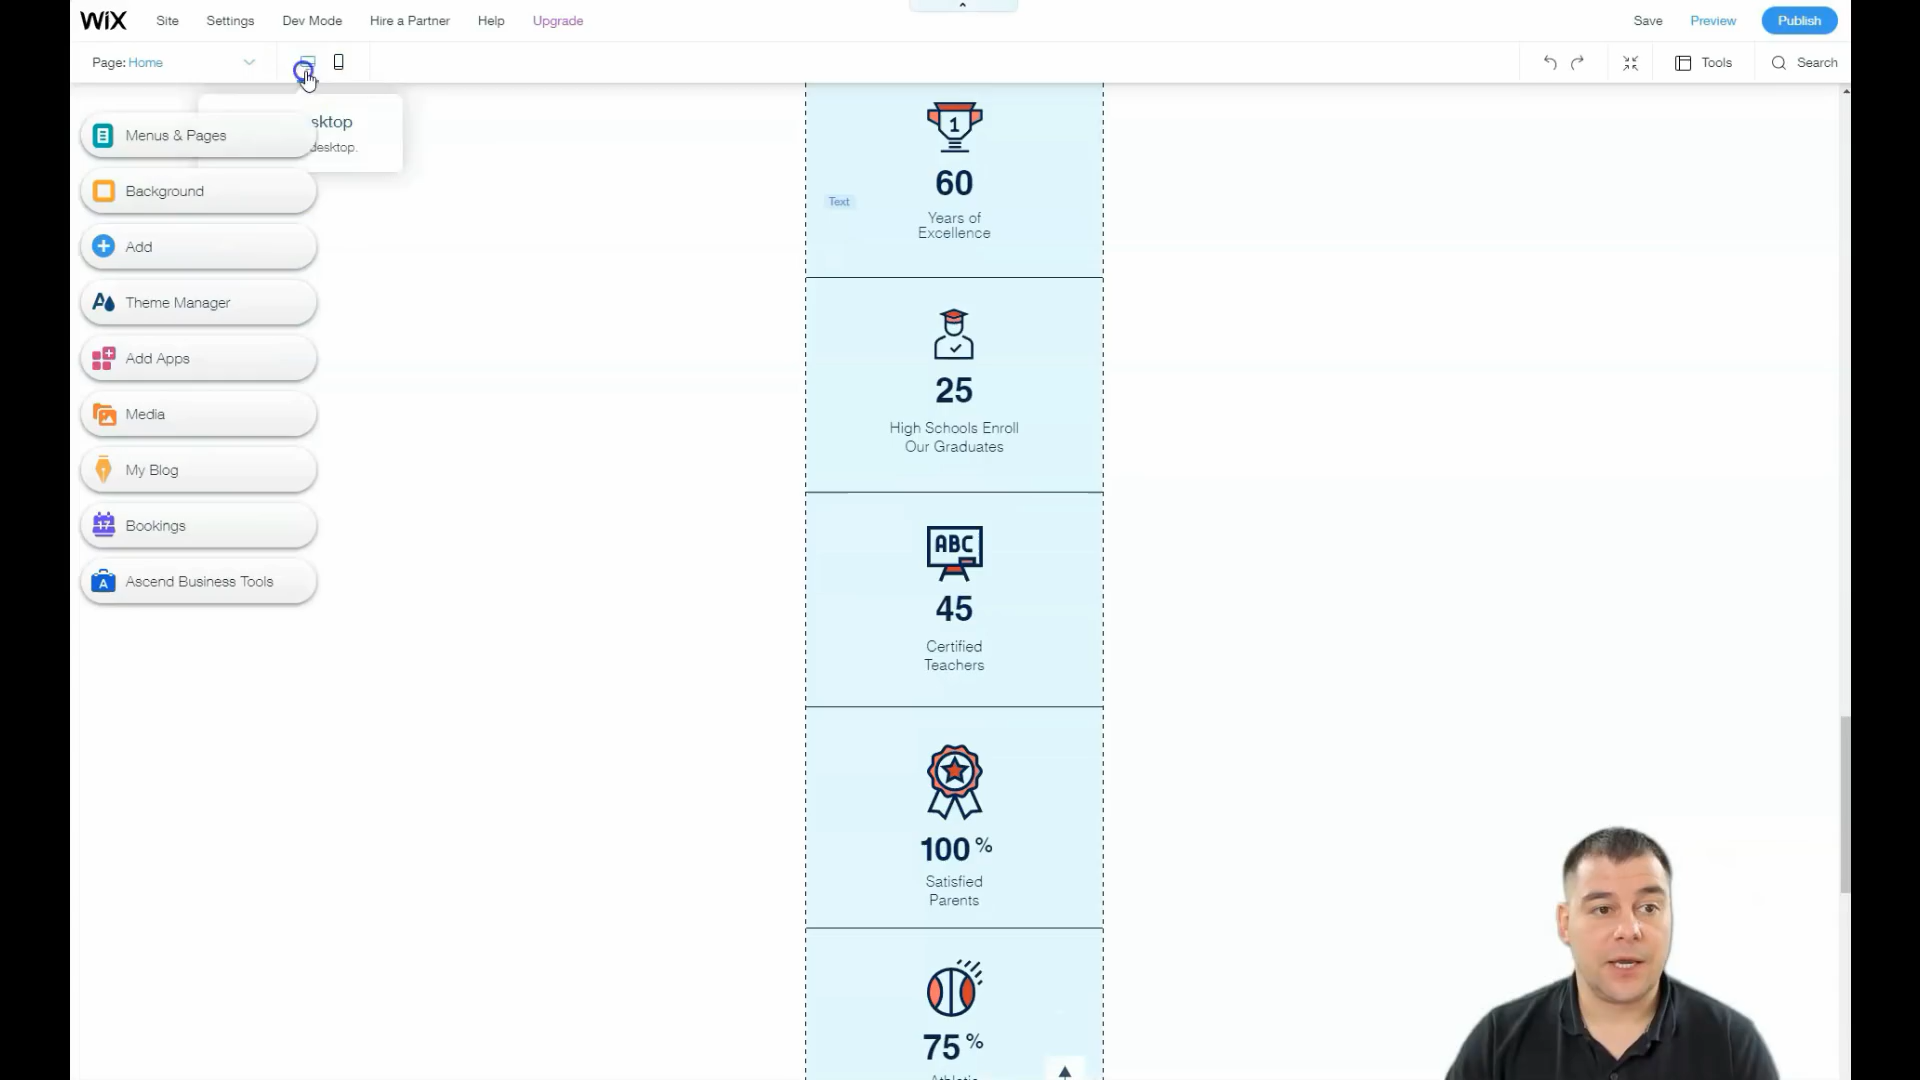 WiX
Site
Settings
Dev Mode
Hire a Partner
Help
Upgrade
Save
Preview
Publish
Page: Home
Tools
Search
sktop
desktop.
Menus & Pages
Background
Add
Theme Manager
Add Apps
Media
My Blog
17
Bookings
A
Ascend Business Tools
Text
1
60
Years of
Excellence
25
High Schools Enroll
Our Graduates
ABC
45
Certified
Teachers
100 %
Satisfied
Parents
75 %